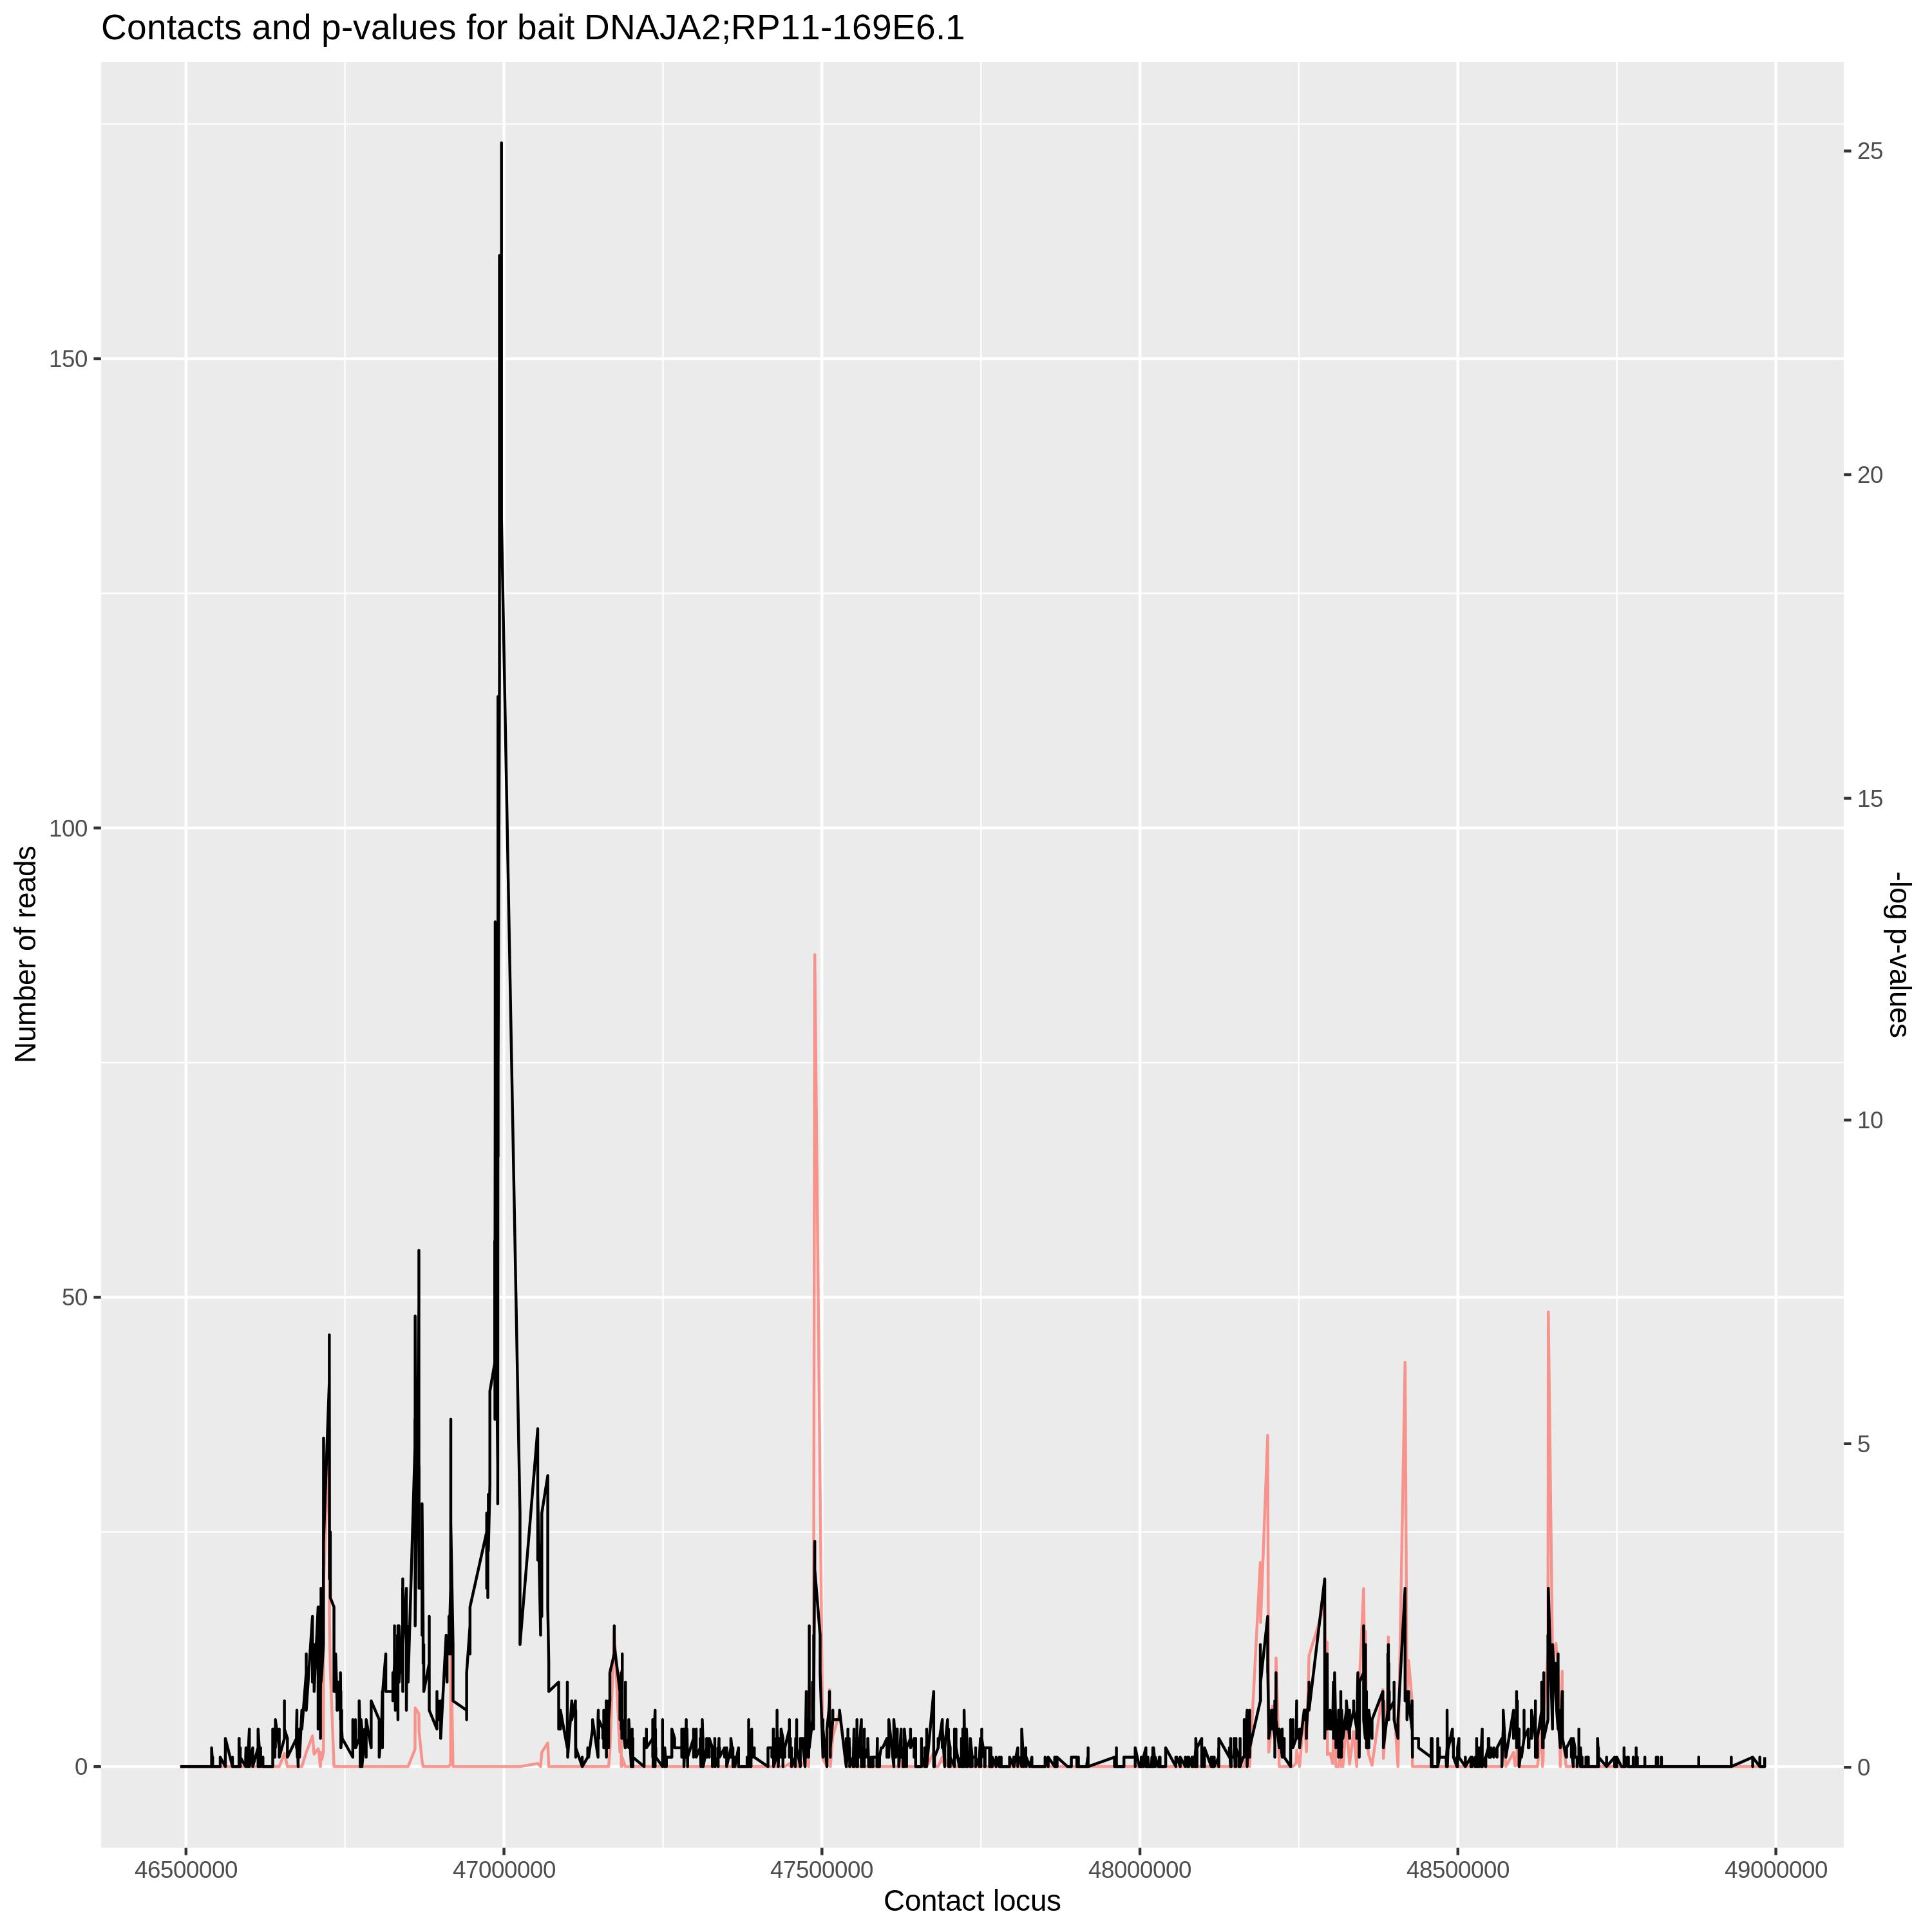 Contacts and p-values for bait DNAJA2;RP11-169E6.1
Number of reads
150
100
50
0
25
20
15
10
5
0
-log p-values
46500000 47000000 47500000 48000000 48500000 49000000
Contact locus